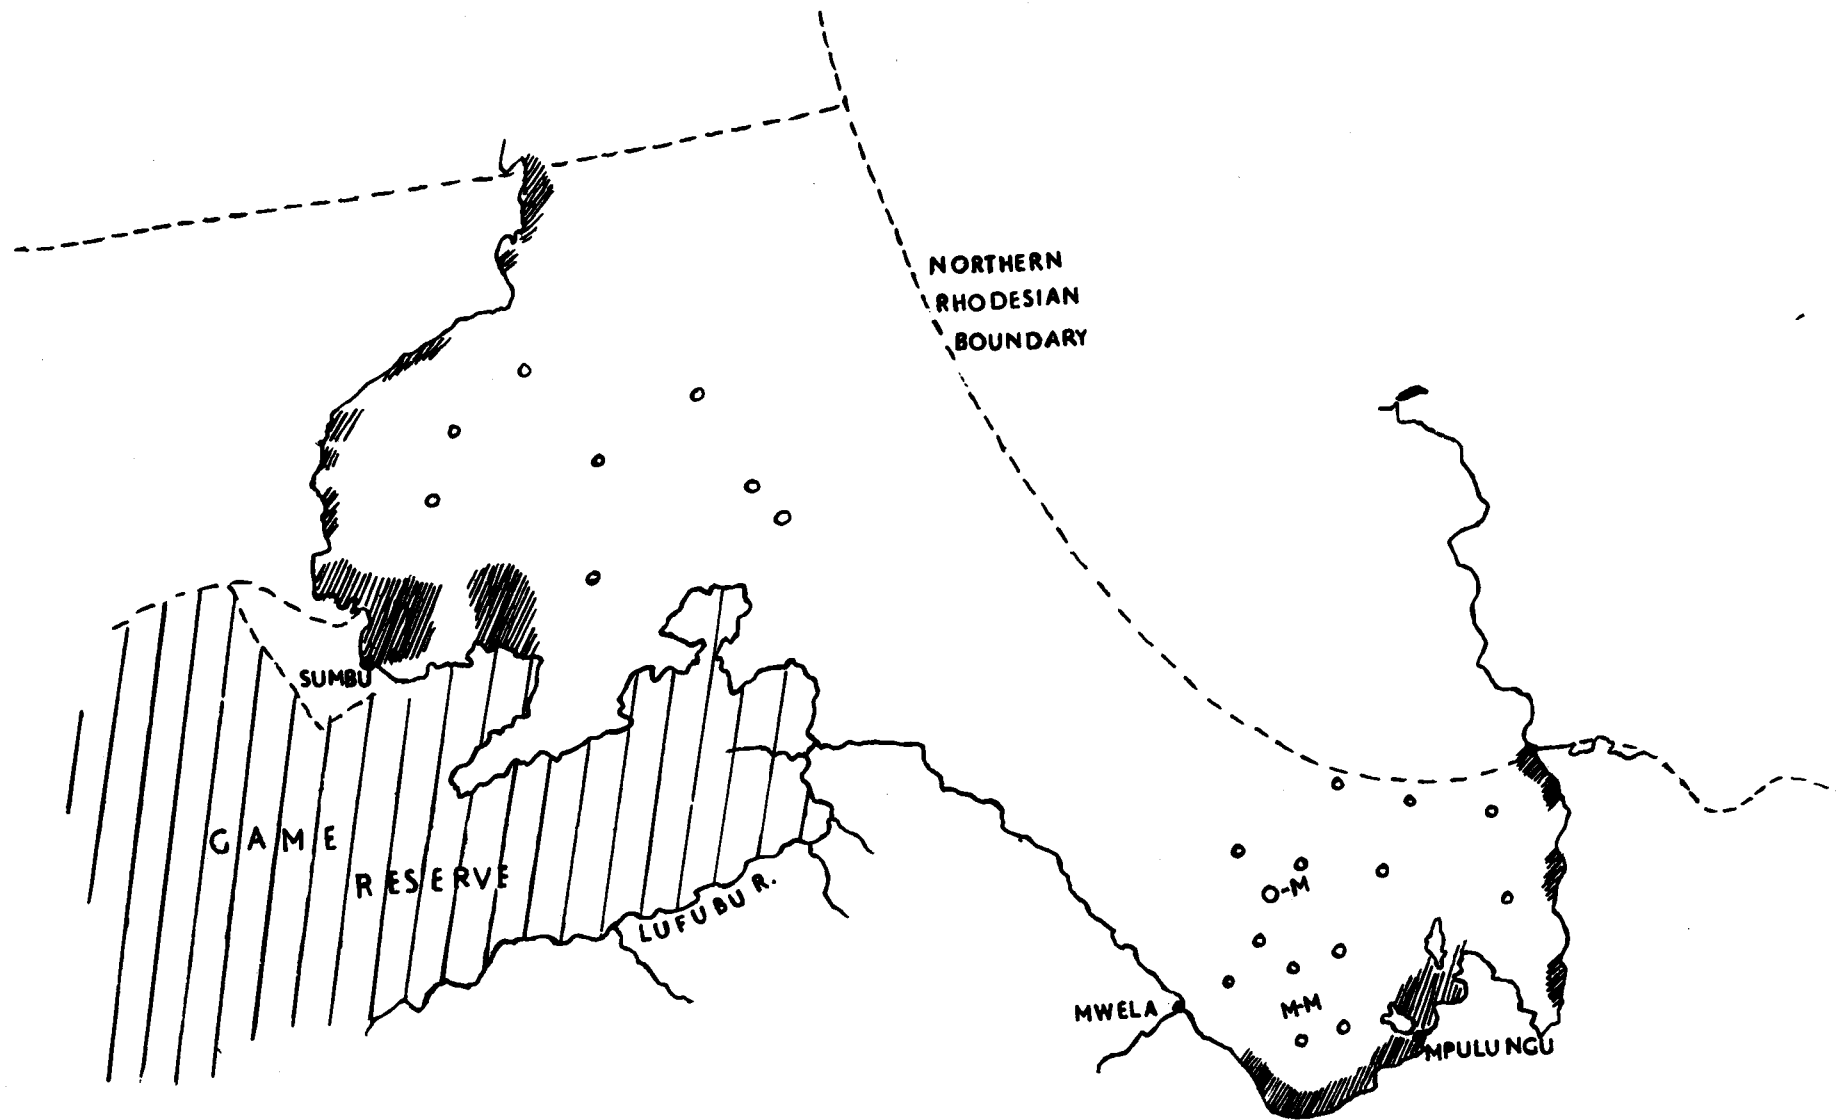 NORTHERN
RHODESIAN
BOUNDARY
SUMBU
GAME
RESERVE
LUFUBU R.
O-M
MWELA
M-M
MPULUNGU